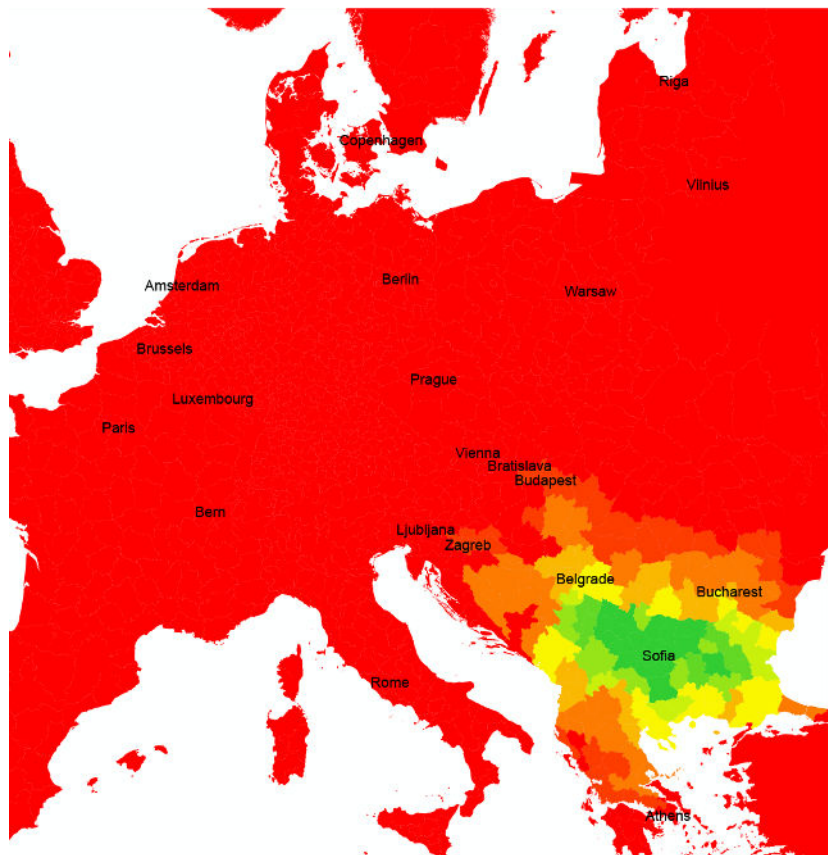 Riga
Copenhagen
Vilnius
Berlin
Amsterdam
Warsaw
Brussels
Prague
Luxembourg
Paris
Vienna
Bratislava
Budapest
Bern
Ljubljana
Zagreb
Belgrade
Bucharest
Sofia
Rome
Athens